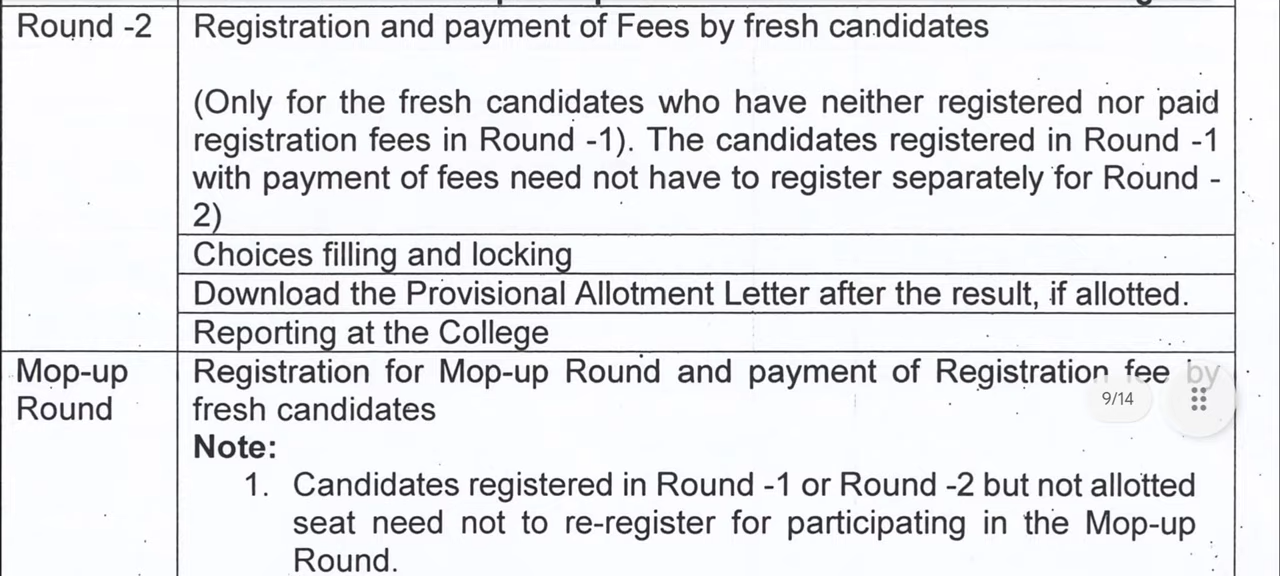 Round -2
Registration and payment of Fees by fresh candidates
(Only for the fresh candidates who have neither registered nor paid
registration fees in Round -1). The candidates registered in Round -1
with payment of fees need not have to register separately for Round -
2)
Choices filling and locking
Download the Provisional Allotment Letter after the result, if allotted.
Reporting at the College
Mop-up
Round
Registration for Mop-up Round and payment of Registration fee by
fresh candidates
9/14
Note:
1. Candidates registered in Round -1 or Round -2 but not allotted
seat need not to re-register for participating in the Mop-up
Round.